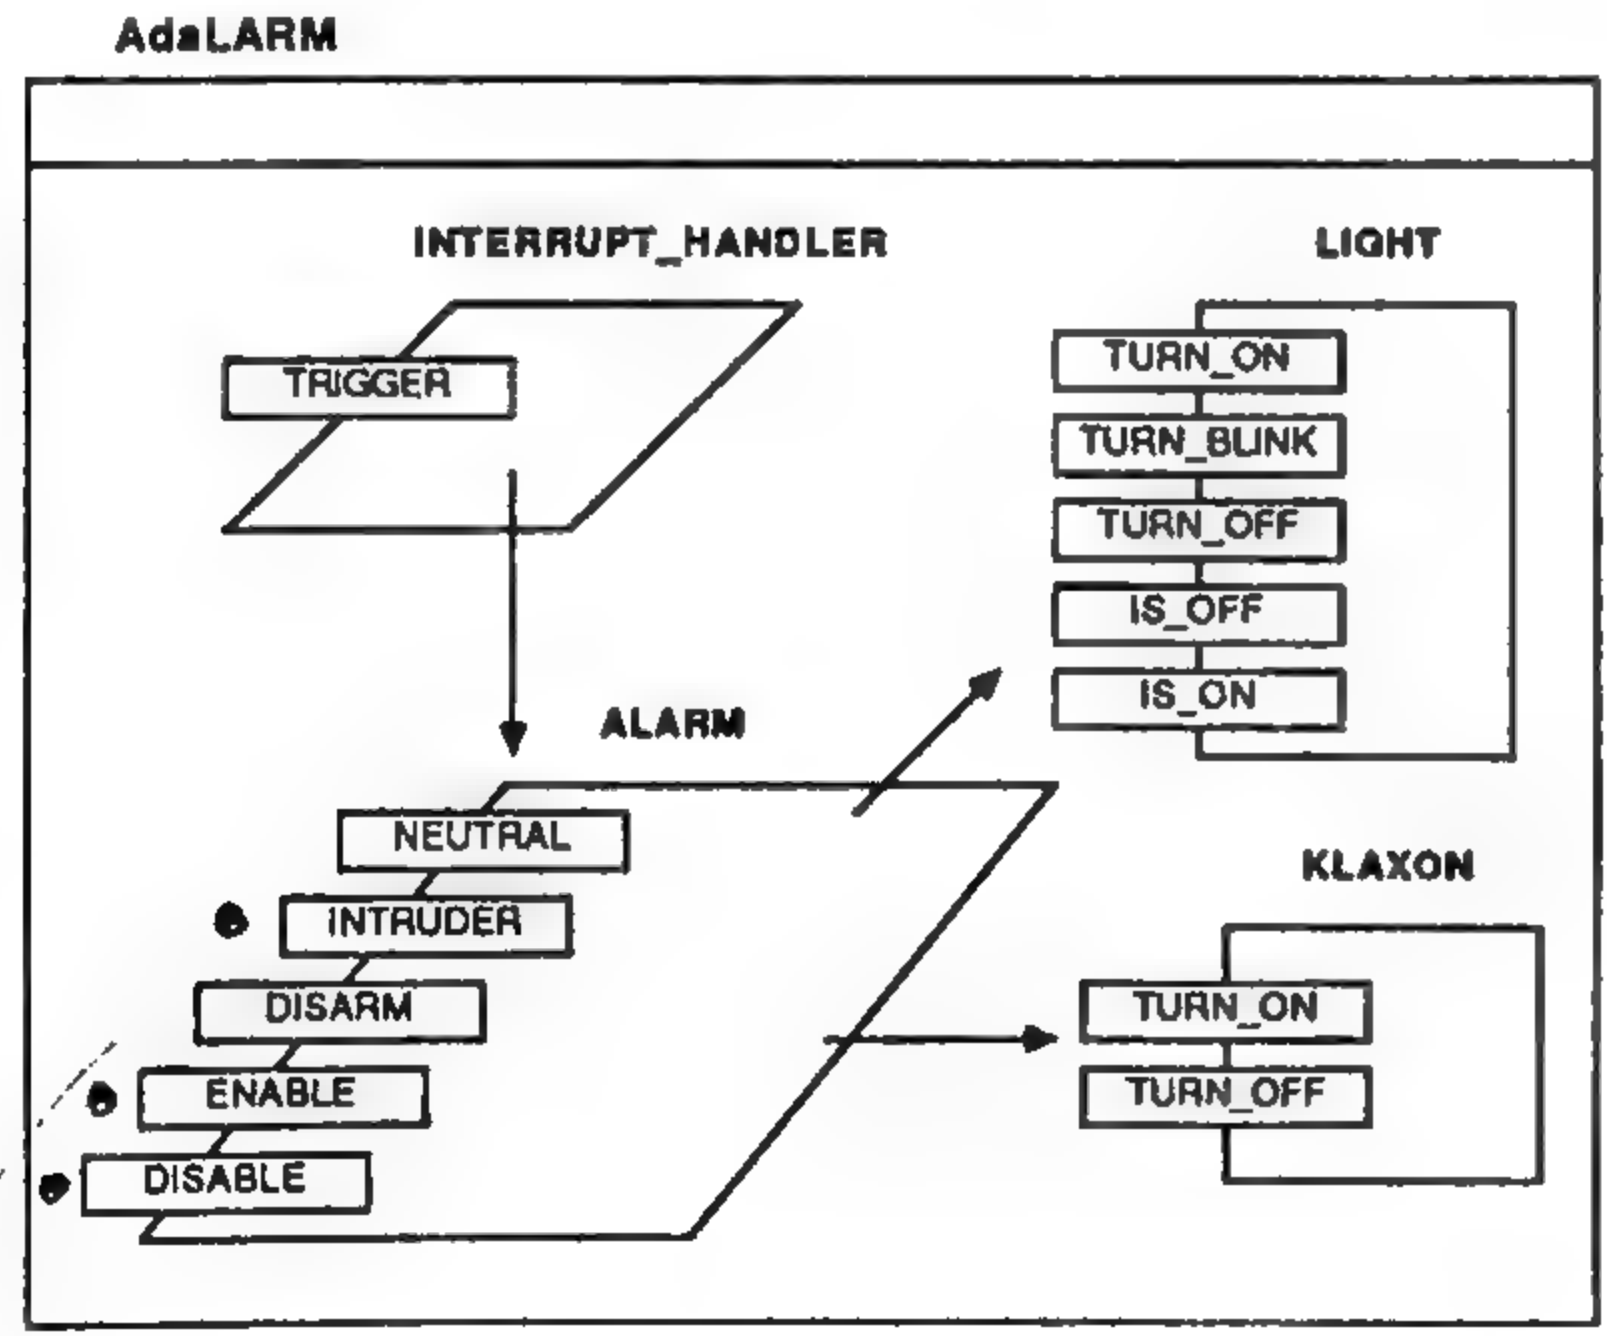 AdaLARM
INTERRUPT_HANDLER
TRIGGER
LIGHT
TURN_ON
TURN_BLINK
TURN_OFF
IS_OFF
IS_ON
ALARM
NEUTRAL
INTRUDER
DISARM
ENABLE
DISABLE
KLAXON
TURN_ON
TURN_OFF